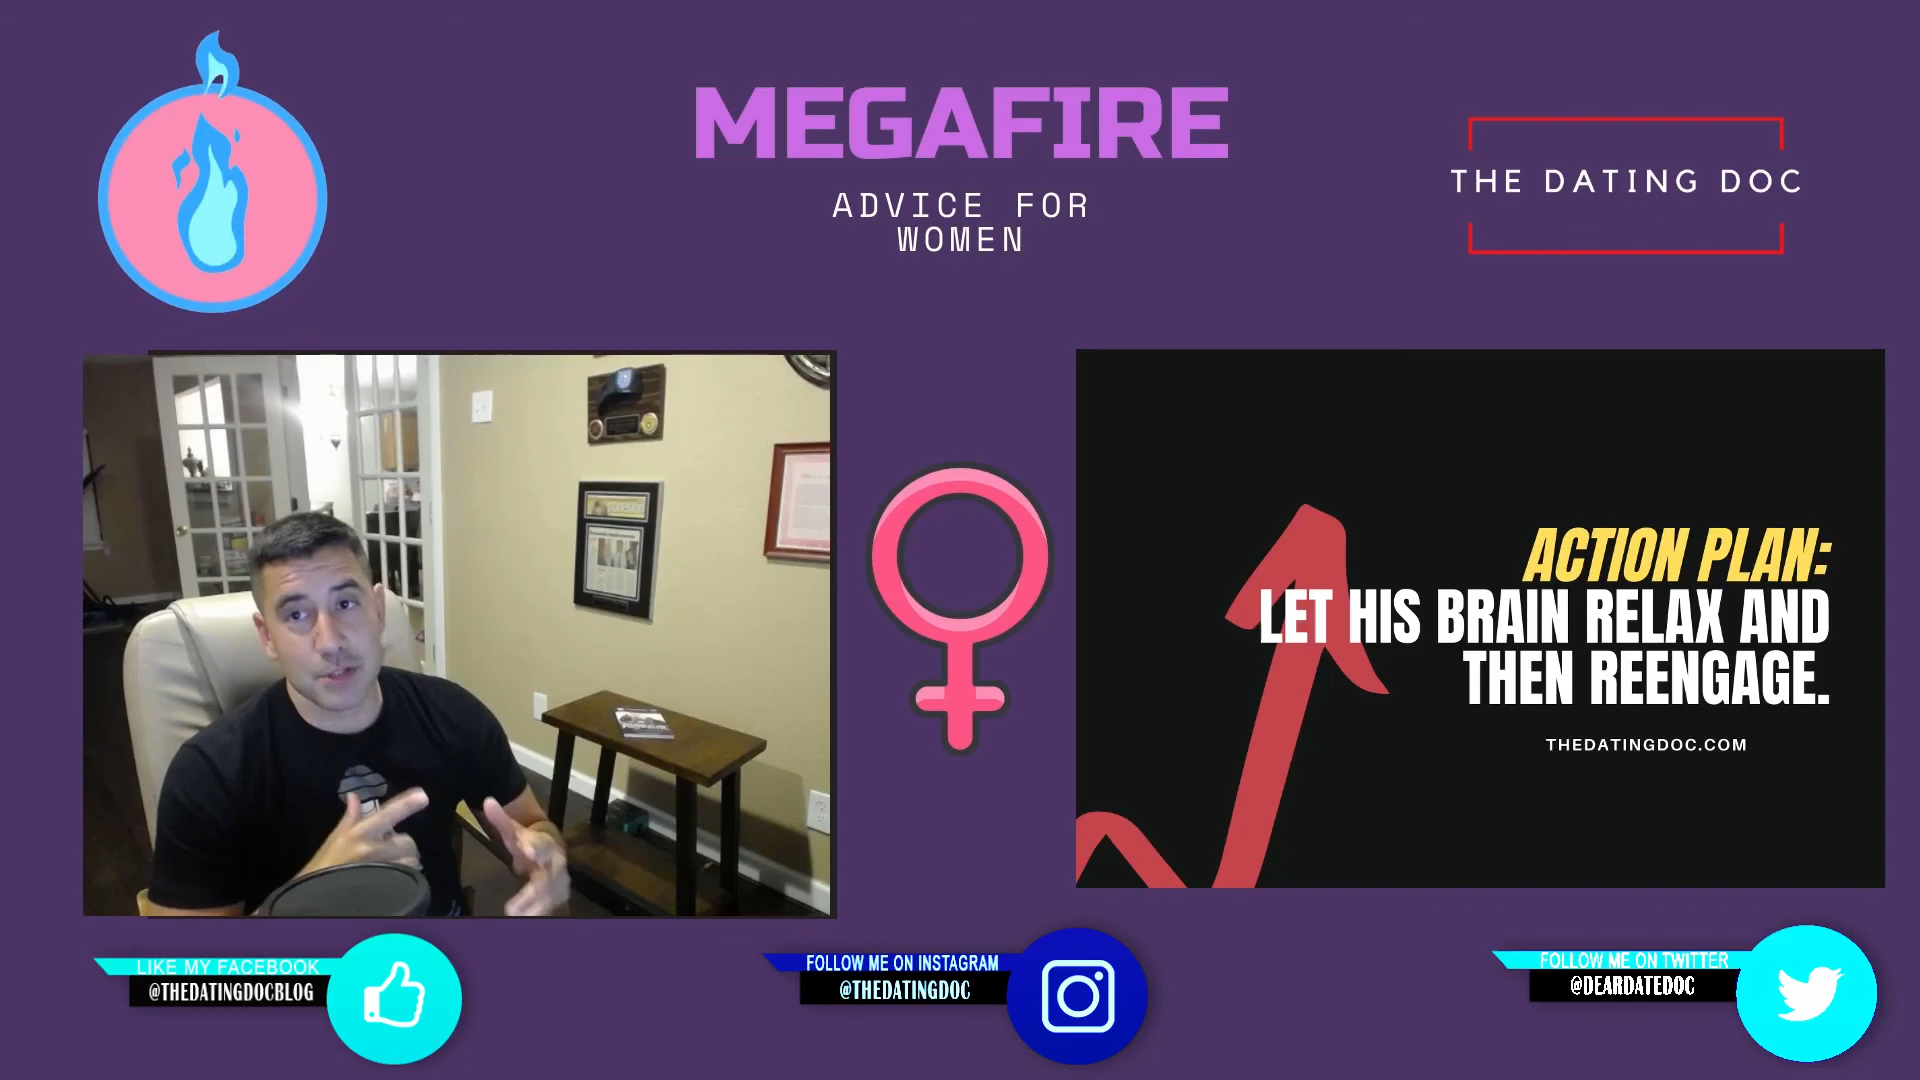 MEGAFIRE
ADVICE FOR
WOMEN
THE DATING DOC
ACTION PLAN:
LET HIS BRAIN RELAX AND
THEN REENGAGE.
THEDATINGDOC.COM
LIKE MY FACEBOOK
@THEDATINGDOCBLOG
FOLLOW ME ON INSTAGRAM
@THEDATINGDOC
FOLLOW ME ON TWITTER
@DEARDATEDOC